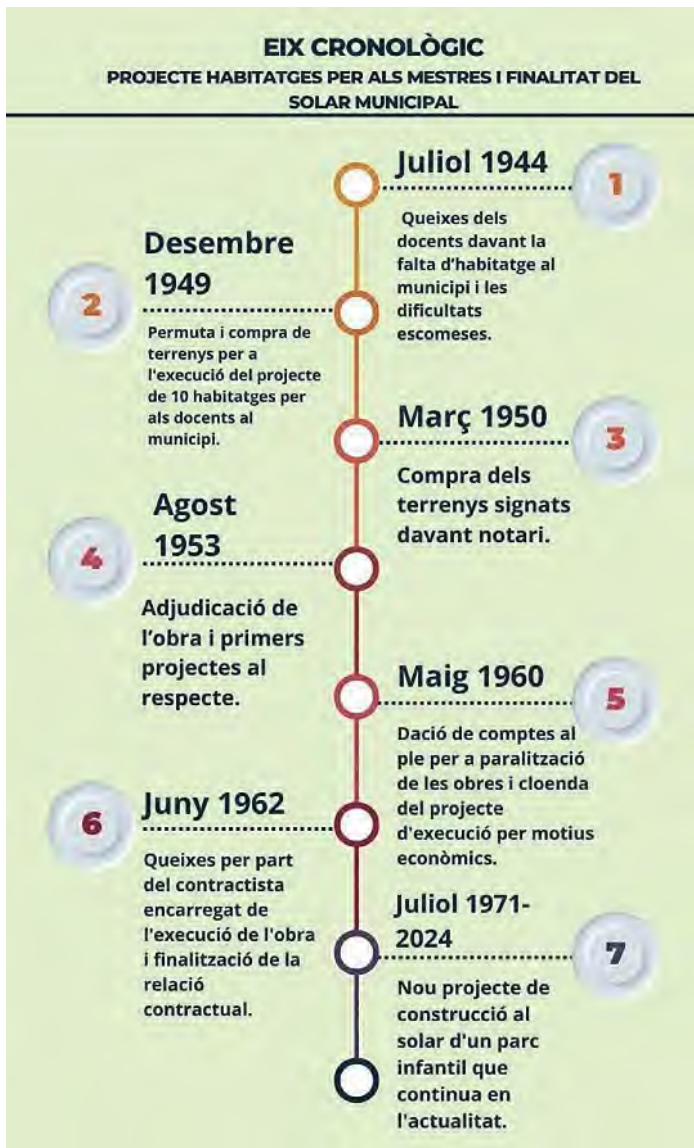 EIX CRONOLÒGIC
PROJECTE HABITATGES PER ALS MESTRES I FINALITAT DEL
SOLAR MUNICIPAL
Juliol 1944
1
Queixes dels
docents davant la
falta d'habitatge al
municipi i les
dificultats
escomeses.
Desembre
1949
2
Permuta i compra de
terrenys per a
l'execució del projecte
de 10 habitatges per
als docents al
municipi.
Març 1950
3
Compra dels
terrenys signats
davant notari.
Agost
1953
4
Adjudicació de
l'obra i primers
projectes al
respecte.
Maig 1960
5
Dació de comptes al
ple per a paralització
de les obres i cloenda
del projecte
d'execució per motius
econòmics.
Juny 1962
6
Queixes per part
del contractista
encarregat de
l'execució de l'obra
i finalització de la
relació
contractual.
Juliol 1971-
2024
7
Nou projecte de
construcció al
solar d'un parc
infantil que
continua en
l'actualitat.